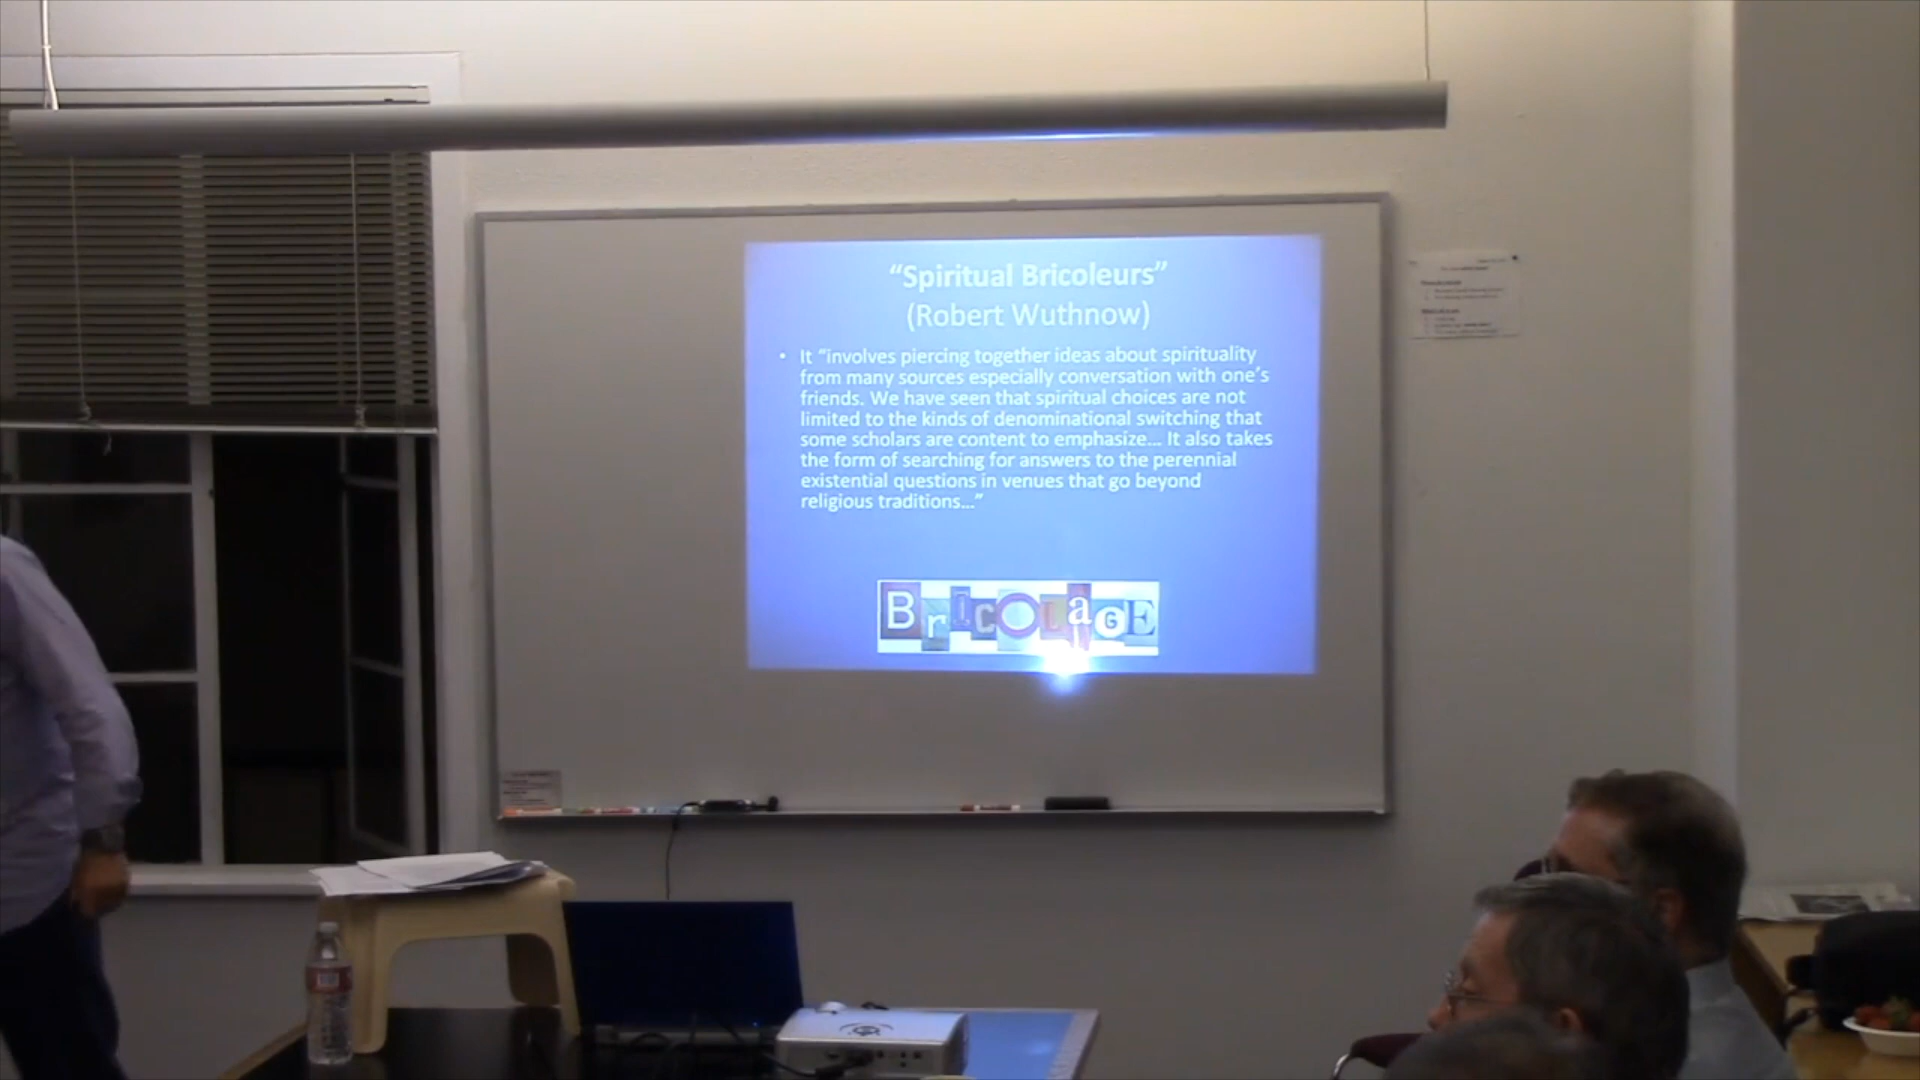 “Spiritual Bricoleurs”
(Robert Wuthnow)
• It “involves piercing together ideas about spirituality
from many sources especially conversation with one’s
friends. We have seen that spiritual choices are not
limited to the kinds of denominational switching that
some scholars are content to emphasize... It also takes
the form of searching for answers to the perennial
existential questions in venues that go beyond
religious traditions...”
BrICOLaGE